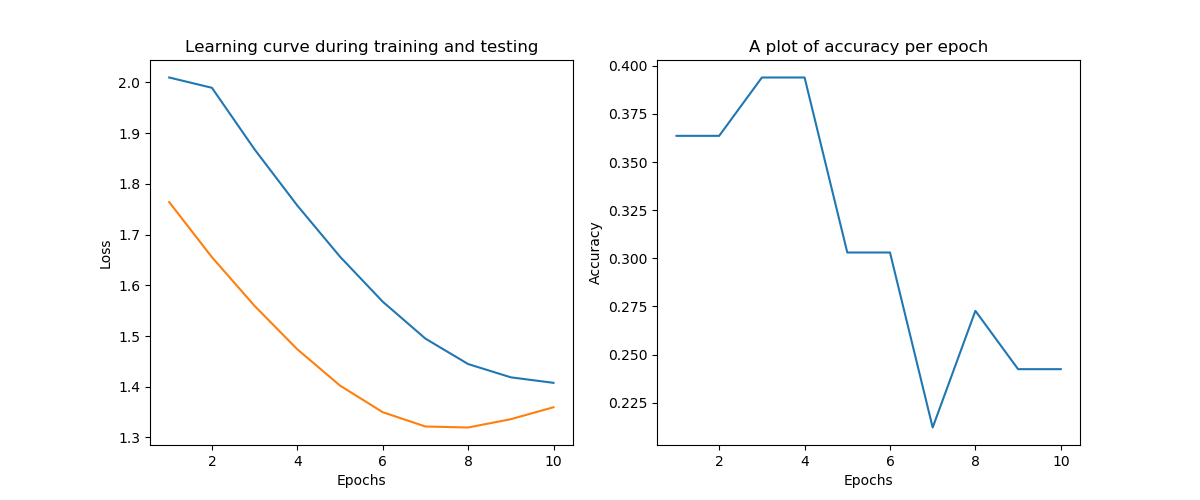 Learning curve during training and testing
2.0
1.9
1.8
1.7
1.6
1.5
1.4
1.3
Loss
2 4 6 8 10
Epochs
A plot of accuracy per epoch
0.400
0.375
0.350
0.325
0.300
0.275
0.250
0.225
Accuracy
2 4 6 8 10
Epochs